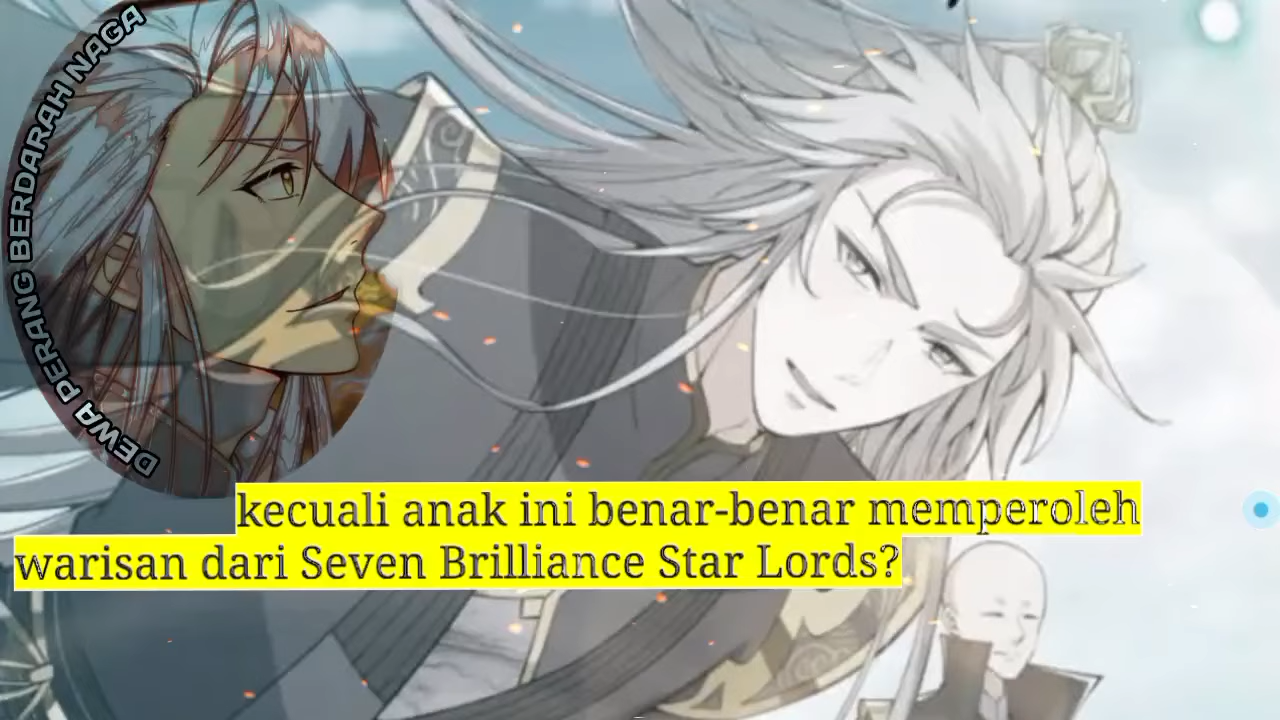 DEWA PERANG BERDARAH NAGA
kecuali anak ini benar-benar memperoleh
warisan dari Seven Brilliance Star Lords?